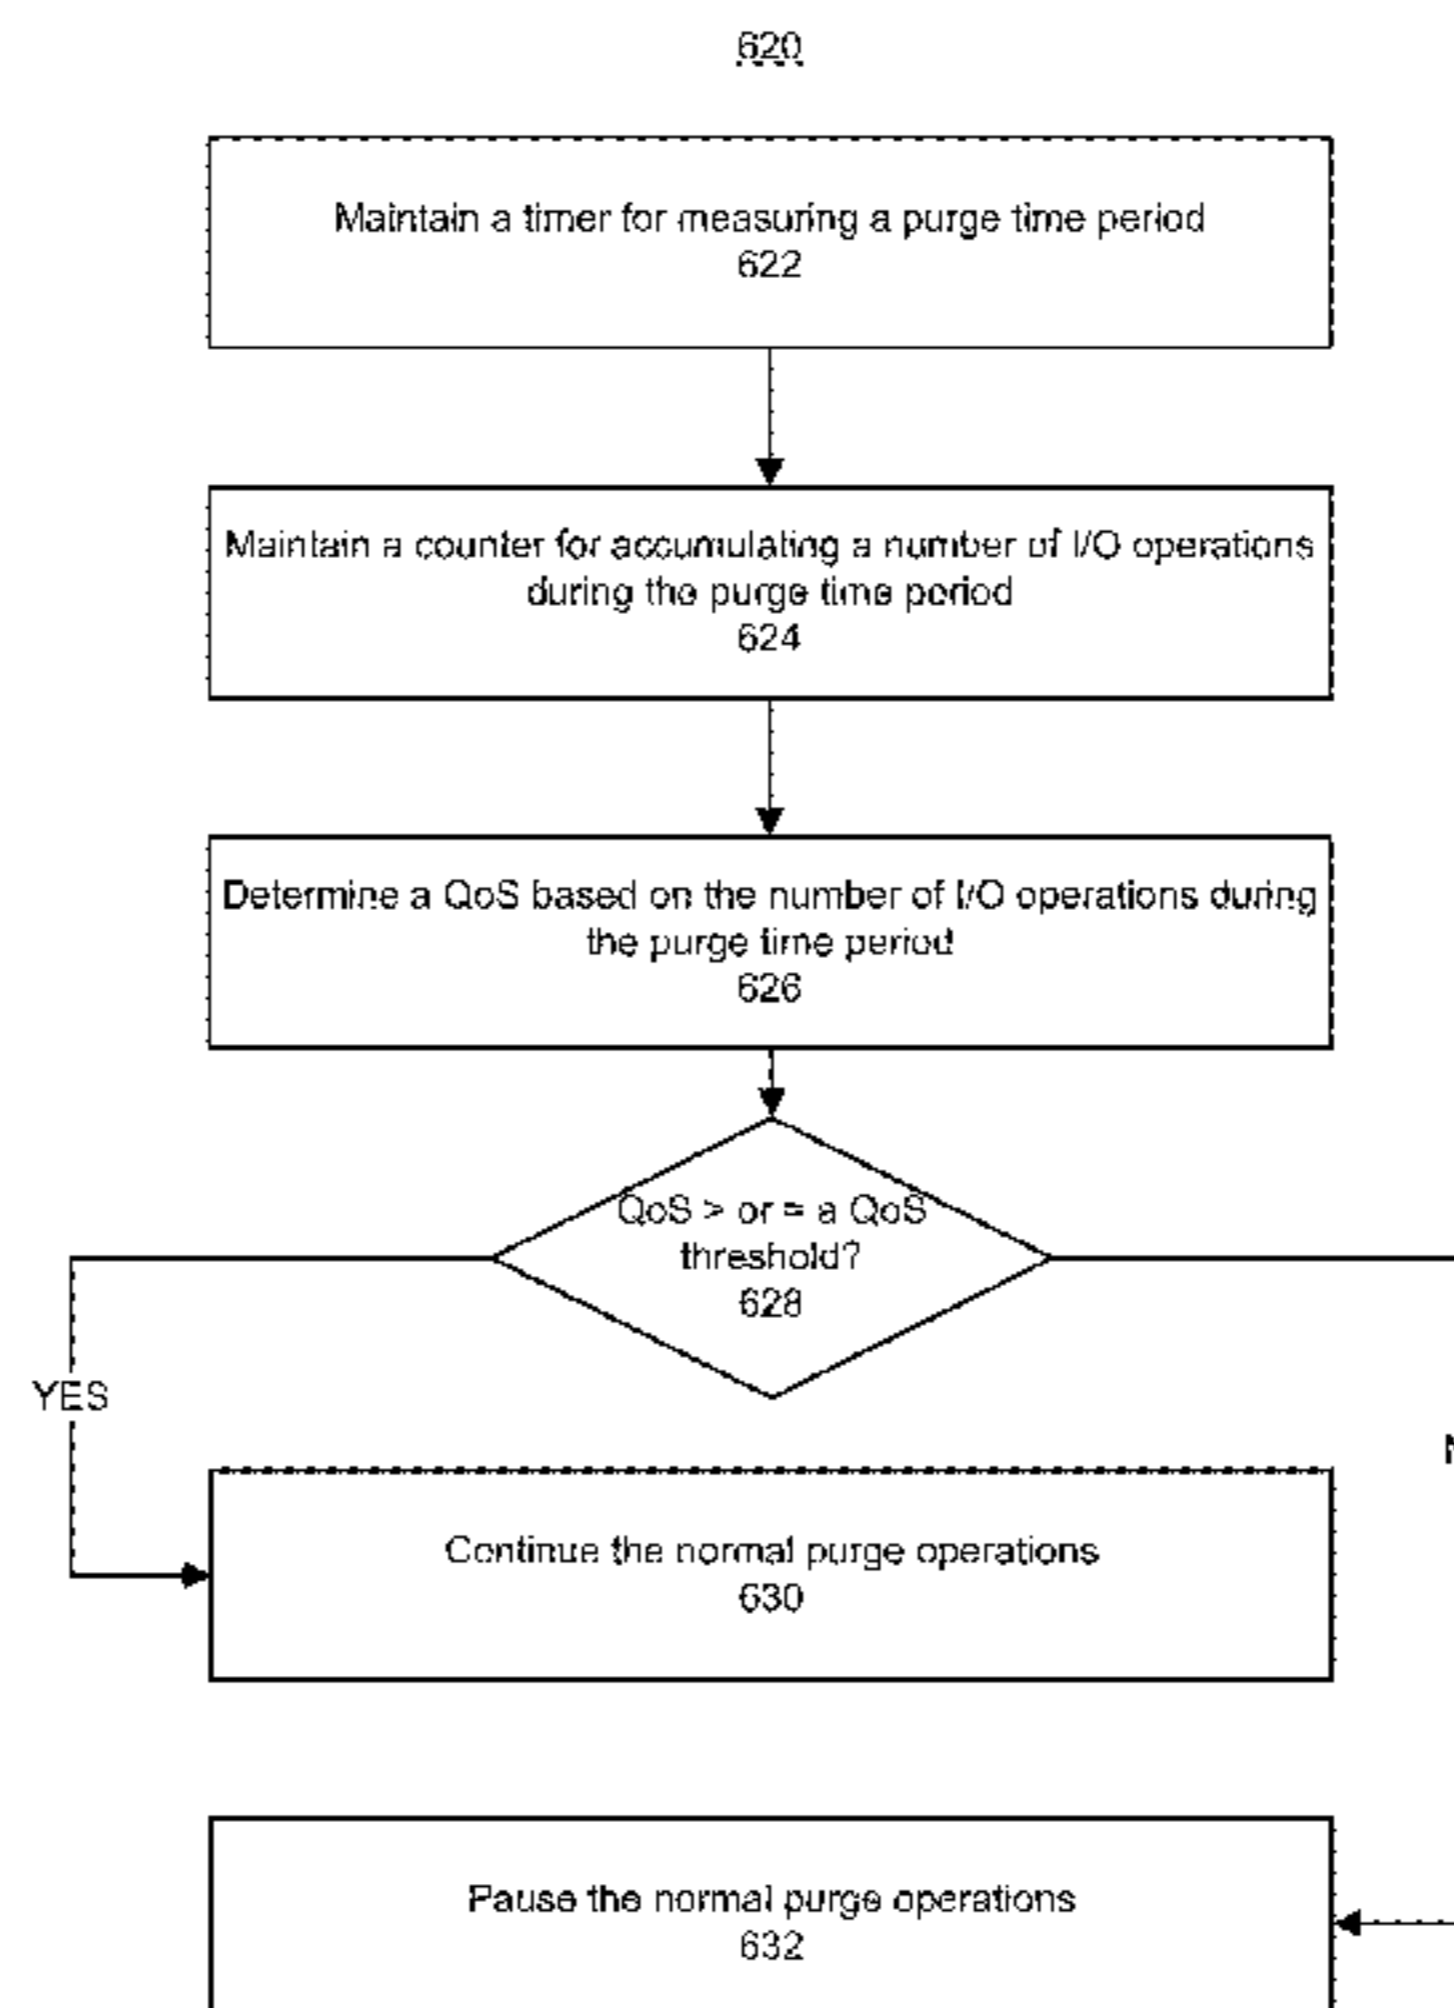 620
Maintain a timer for measuring a purge time period
622
Maintain a counter for accumulating a number of I/O operations
during the purge time period
624
Determine a QoS based on the number of I/O operations during
the purge time period
626
QoS > or = a QoS
threshold?
628
YES
Continue the normal purge operations
630
Pause the normal purge operations
632